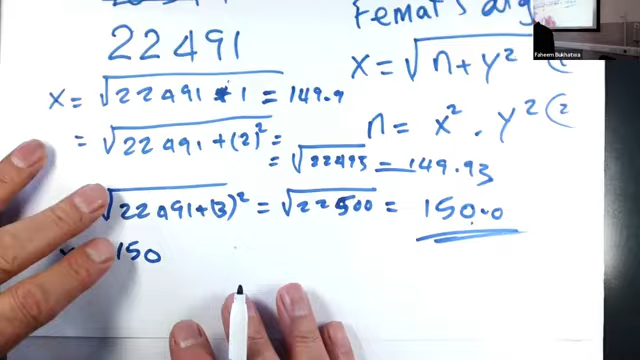 Femat's alg
22491
x = √n + y²
x = √22491 + 1 = 149.9
n = x² - y² (2
= √22491 + (2)² =
= √22495 = 149.93
√22491+(3)² = √22500 = 150.0
150
Faheem Bukhatwa